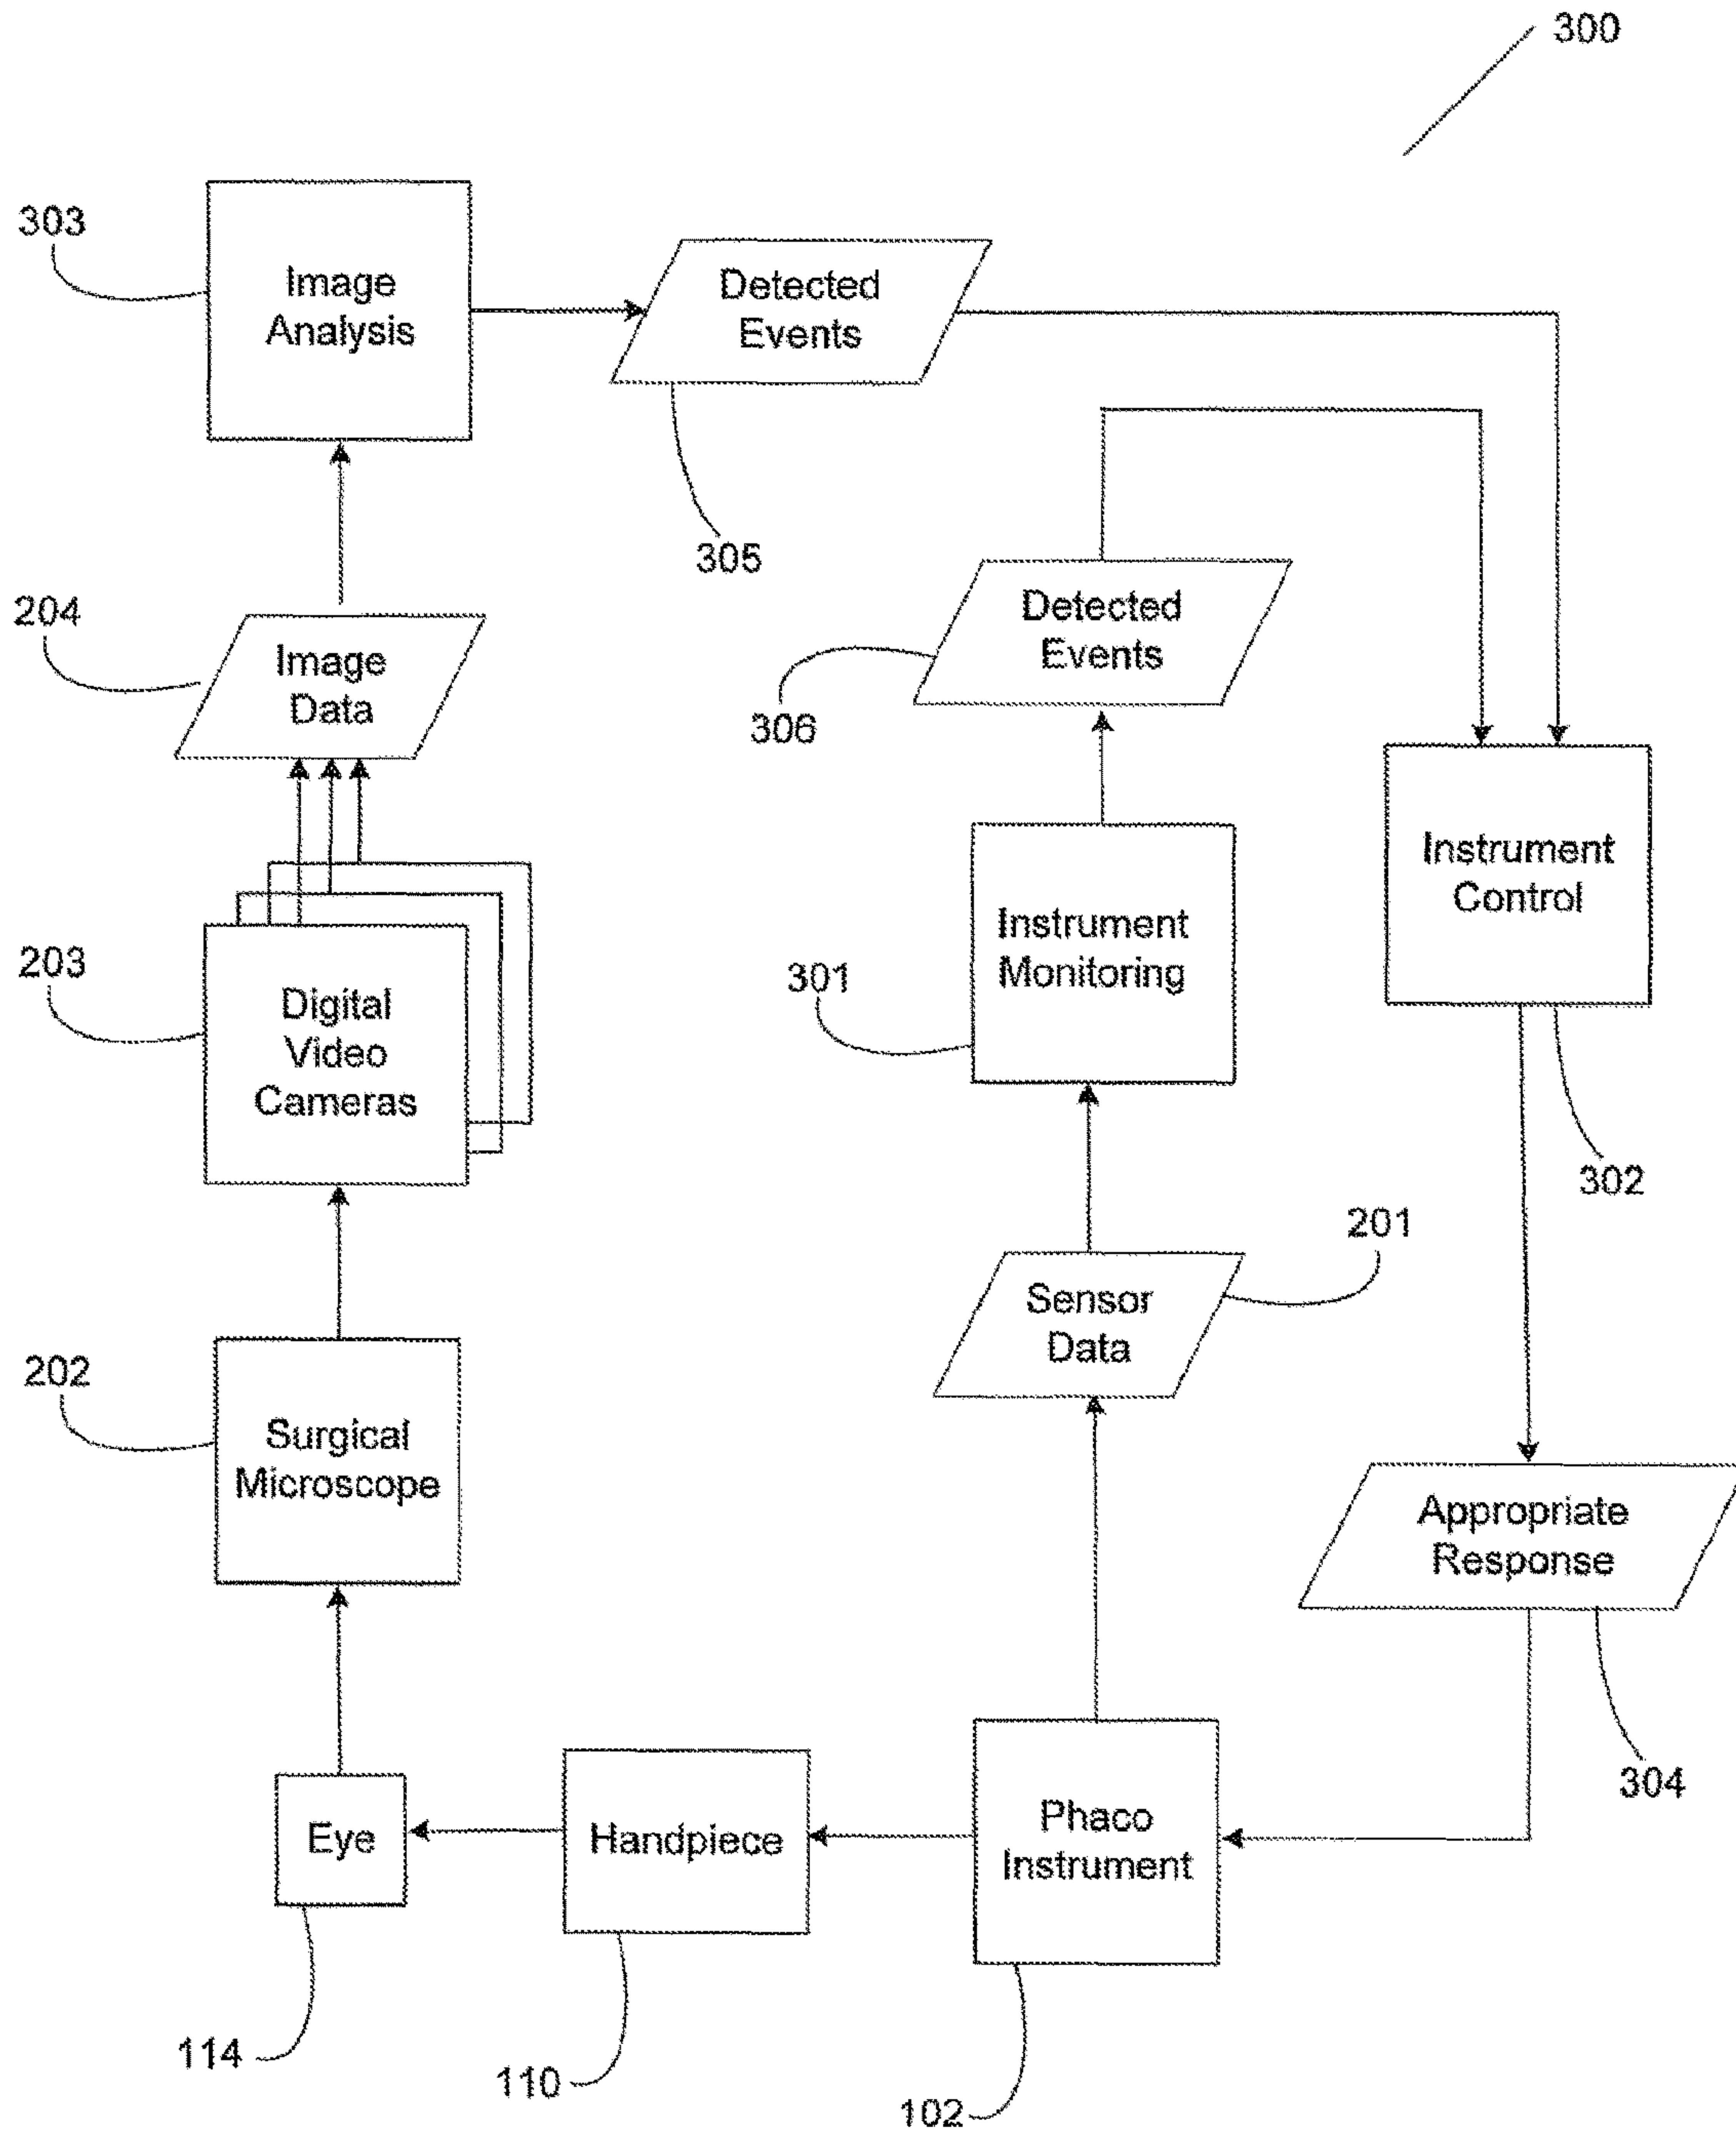 300
303
Image
Analysis
Detected
Events
305
204
Image
Data
Detected
Events
306
Instrument
Control
302
203
Digital
Video
Cameras
301
Instrument
Monitoring
201
Sensor
Data
202
Surgical
Microscope
Appropriate
Response
304
Eye
114
Handpiece
110
Phaco
Instrument
102